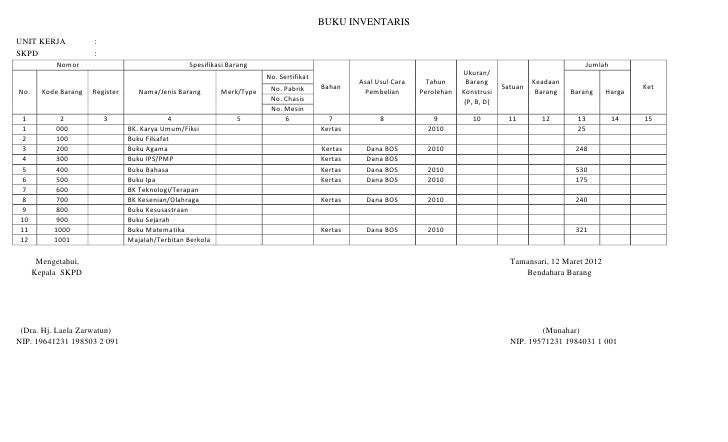 BUKU INVENTARIS
UNIT KERJA :
SKPD :
Nomor Spesifikasi Barang Jumlah
No. Kode Barang Register Nama/Jenis Barang Merk/Type No. Sertifikat No. Pabrik No. Chasis No. Mesin Bahan Asal Usul Cara Pembelian Tahun Perolehan Ukuran/ Barang Konstruksi (P, B, D) Satuan Keadaan Barang Barang Harga Ket
1 2 3 4 5 6 7 8 9 10 11 12 13 14 15
1 000 BK. Karya Umum/Fiksi Kertas 2010 25
2 100 Buku Filsafat
3 200 Buku Agama Kertas Dana BOS 2010 248
4 300 Buku IPS/PMP Kertas Dana BOS
5 400 Buku Bahasa Kertas Dana BOS 2010 530
6 500 Buku Ipa Kertas Dana BOS 2010 175
7 600 BK Teknologi/Terapan
8 700 BK Kesenian/Olahraga Kertas Dana BOS 2010 240
9 800 Buku Kesusastraan
10 900 Buku Sejarah
11 1000 Buku Matematika Kertas Dana BOS 2010 321
12 1001 Majalah/Terbitan Berkola
Mengetahui, Tamansari, 12 Maret 2012
Kepala SKPD Bendahara Barang
(Dra. Hj. Laela Zarwatun) (Munahar)
NIP. 19641231 198503 2 091 NIP. 19571231 1984031 1 001